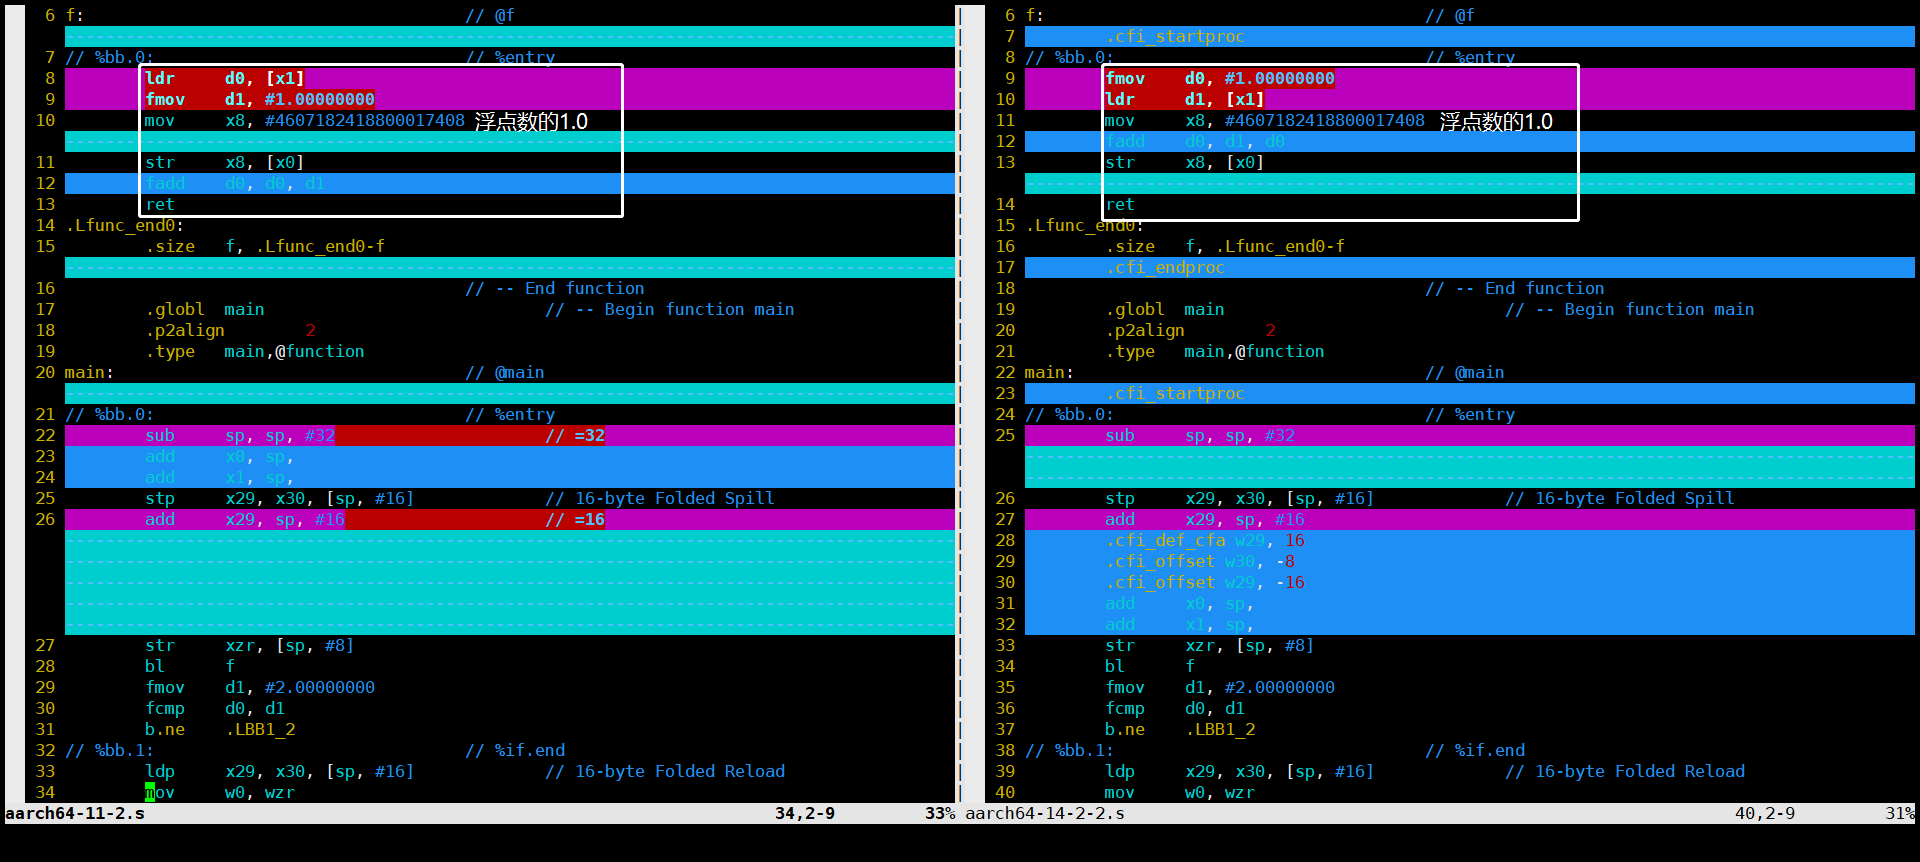 6 f: // @f
7 // %bb.0: // %entry
8 ldr d0, [x1]
9 fmov d1, #1.00000000
10 mov x8, #4607182418800017408 浮点数的1.0
11 str x8, [x0]
12 fadd d0, d0, d1
13 ret
14 .Lfunc_end0:
15 .size f, .Lfunc_end0-f
16 // -- End function
17 .globl main // -- Begin function main
18 .p2align 2
19 .type main,@function
20 main: // @main
21 // %bb.0: // %entry
22 sub sp, sp, #32 // =32
23 add x0, sp,
24 add x1, sp,
25 stp x29, x30, [sp, #16] // 16-byte Folded Spill
26 add x29, sp, #16 // =16
27 str xzr, [sp, #8]
28 bl f
29 fmov d1, #2.00000000
30 fcmp d0, d1
31 b.ne .LBB1_2
32 // %bb.1: // %if.end
33 ldp x29, x30, [sp, #16] // 16-byte Folded Reload
34 mov w0, wzr
aarch64-11-2.s 34,2-9 33%
6 f: // @f
7 .cfi_startproc
8 // %bb.0: // %entry
9 fmov d0, #1.00000000
10 ldr d1, [x1]
11 mov x8, #4607182418800017408 浮点数的1.0
12 fadd d0, d1, d0
13 str x8, [x0]
14 ret
15 .Lfunc_end0:
16 .size f, .Lfunc_end0-f
17 .cfi_endproc
18 // -- End function
19 .globl main // -- Begin function main
20 .p2align 2
21 .type main,@function
22 main: // @main
23 .cfi_startproc
24 // %bb.0: // %entry
25 sub sp, sp, #32
26 stp x29, x30, [sp, #16] // 16-byte Folded Spill
27 add x29, sp, #16
28 .cfi_def_cfa w29, 16
29 .cfi_offset w30, -8
30 .cfi_offset w29, -16
31 add x0, sp,
32 add x1, sp,
33 str xzr, [sp, #8]
34 bl f
35 fmov d1, #2.00000000
36 fcmp d0, d1
37 b.ne .LBB1_2
38 // %bb.1: // %if.end
39 ldp x29, x30, [sp, #16] // 16-byte Folded Reload
40 mov w0, wzr
aarch64-14-2-2.s 40,2-9 31%